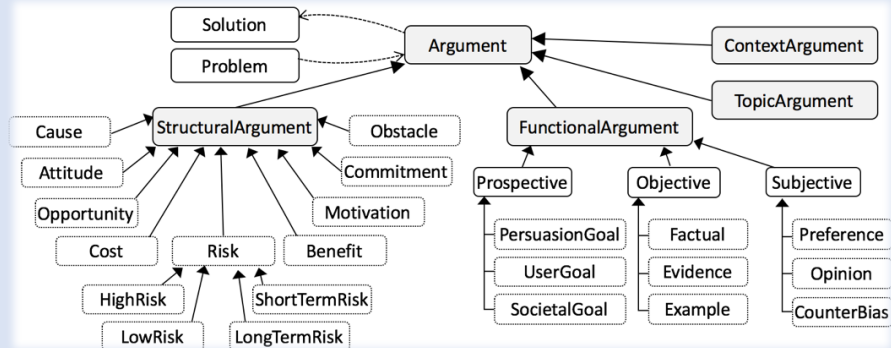 Solution
Argument
ContextArgument
Problem
TopicArgument
Cause
StructuralArgument
Obstacle
FunctionalArgument
Attitude
Commitment
Prospective
Objective
Subjective
Opportunity
Motivation
PersuasionGoal
Factual
Preference
Cost
Risk
Benefit
UserGoal
Evidence
Opinion
HighRisk
ShortTermRisk
SocietalGoal
Example
CounterBias
LowRisk
LongTermRisk